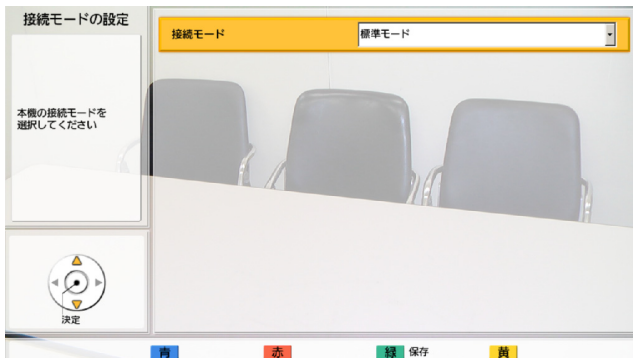 接続モードの設定
接続モード
標準モード
本機の接続モードを
選択してください
決定
青
赤
緑 保存
黄